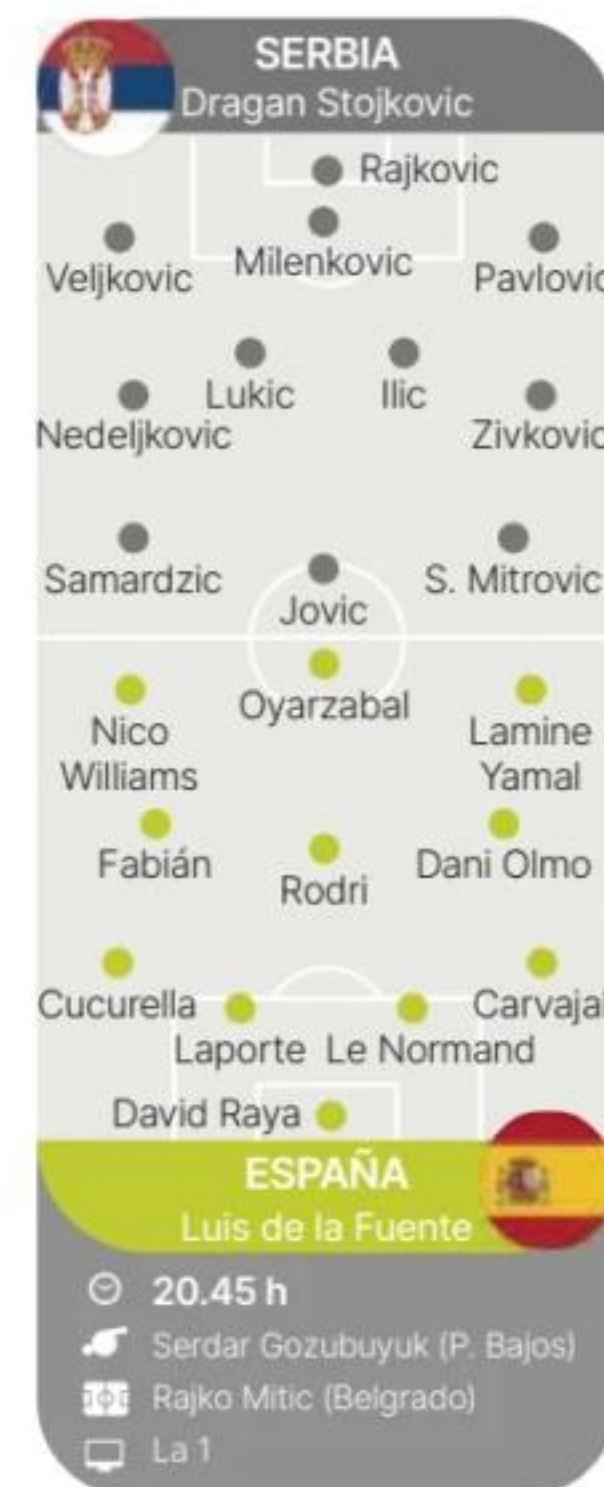 SERBIA
Dragan Stojkovic
Rajkovic
Veljkovic Milenkovic Pavlovic
Lukic Ilic
Nedeljkovic Zivkovic
Samardzic Jovic S. Mitrovic
Oyarzabal
Nico Williams
Lamine Yamal
Fabián Rodri Dani Olmo
Cucurella Carvajal
Laporte Le Normand
David Raya
ESPAÑA
Luis de la Fuente
20.45 h
Serdar Gozubuyuk (P. Bajos)
Rajko Mitic (Belgrado)
La 1